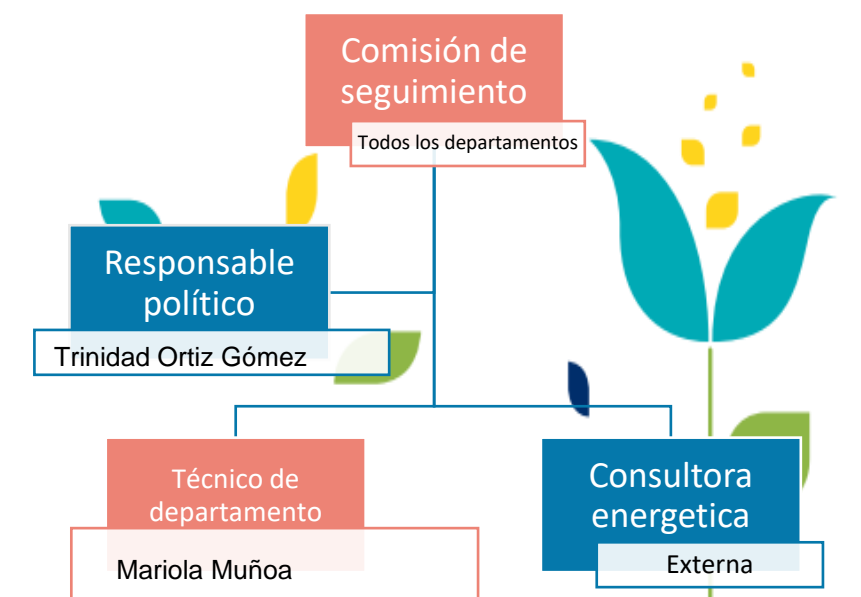 Comisión de
seguimiento
Todos los departamentos
Responsable
político
Trinidad Ortiz Gómez
Técnico de
departamento
Mariola Muñoa
Consultora
energetica
Externa